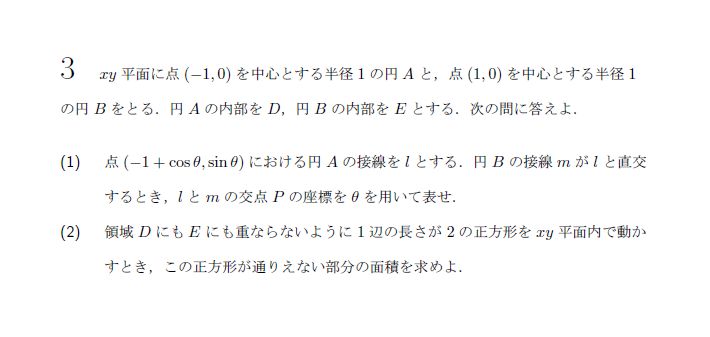 3 xy 平面に点 (−1, 0) を中心とする半径 1 の円 A と，点 (1, 0) を中心とする半径 1
の円 B をとる．円 A の内部を D，円 B の内部を E とする．次の問に答えよ．
(1) 点 (−1 + cos θ, sin θ) における円 A の接線を l とする．円 B の接線 m が l と直交
するとき，l と m の交点 P の座標を θ を用いて表せ．
(2) 領域 D にも E にも重ならないように 1 辺の長さが 2 の正方形を xy 平面内で動か
すとき，この正方形が通りえない部分の面積を求めよ．